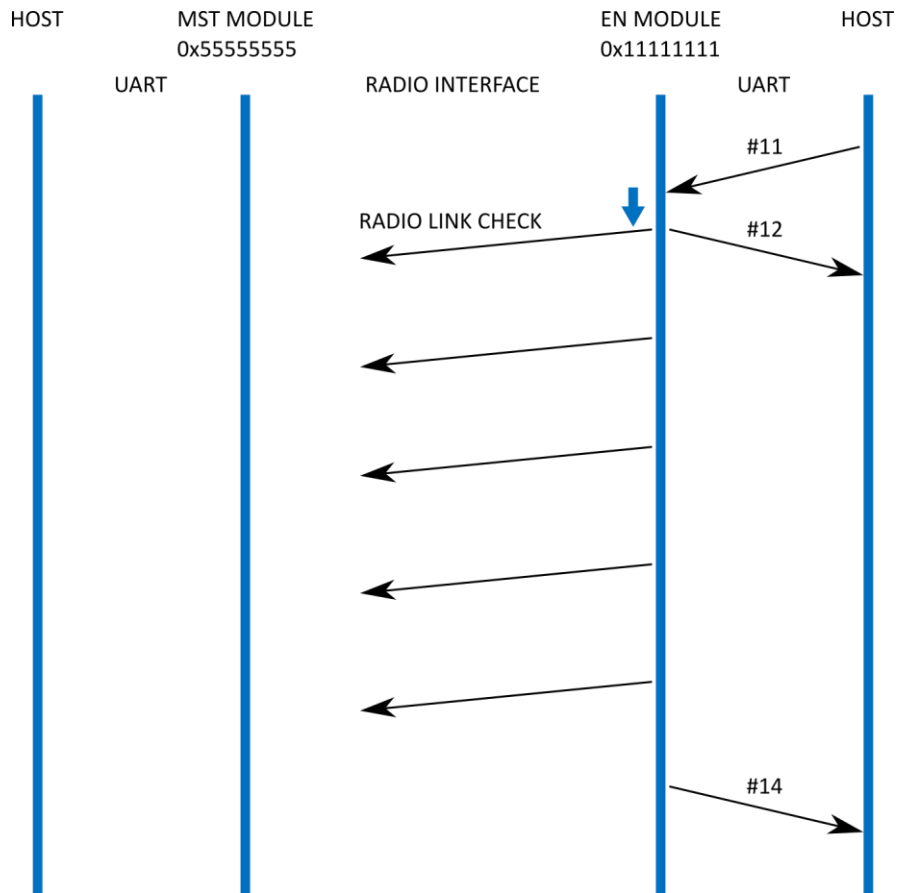 HOST
MST MODULE
0x55555555
EN MODULE
0x11111111
HOST
UART
RADIO INTERFACE
UART
#11
RADIO LINK CHECK
#12
#14